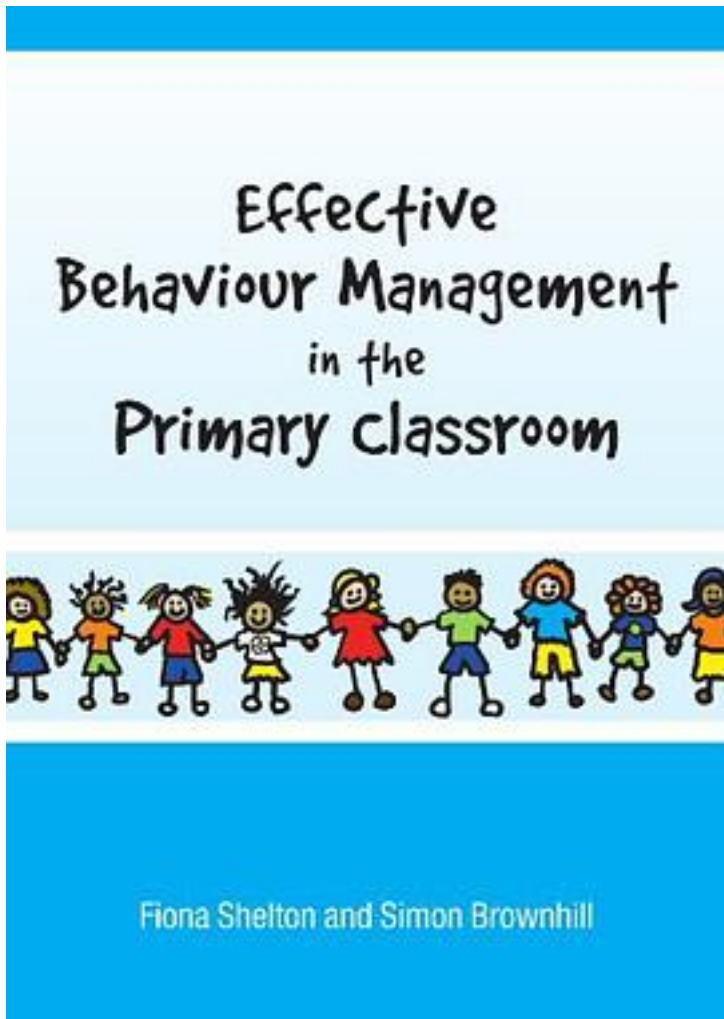 Effective
Behaviour Management
in the
Primary Classroom
Fiona Shelton and Simon Brownhill